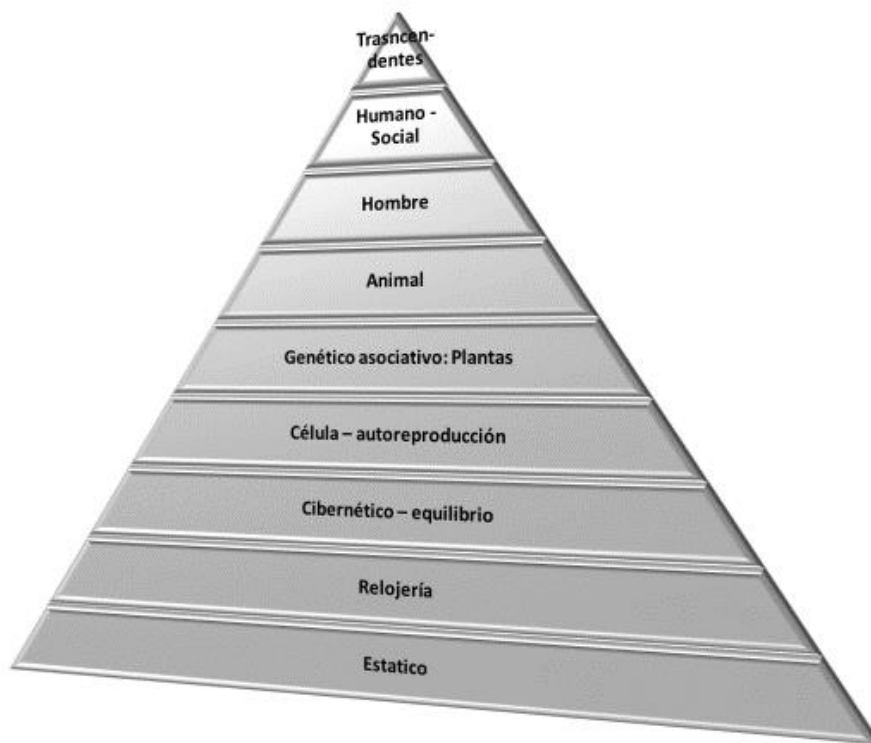 Trasncen-
dentes
Humano -
Social
Hombre
Animal
Genético asociativo: Plantas
Célula – autoreproducción
Cibernético – equilibrio
Relojería
Estatico